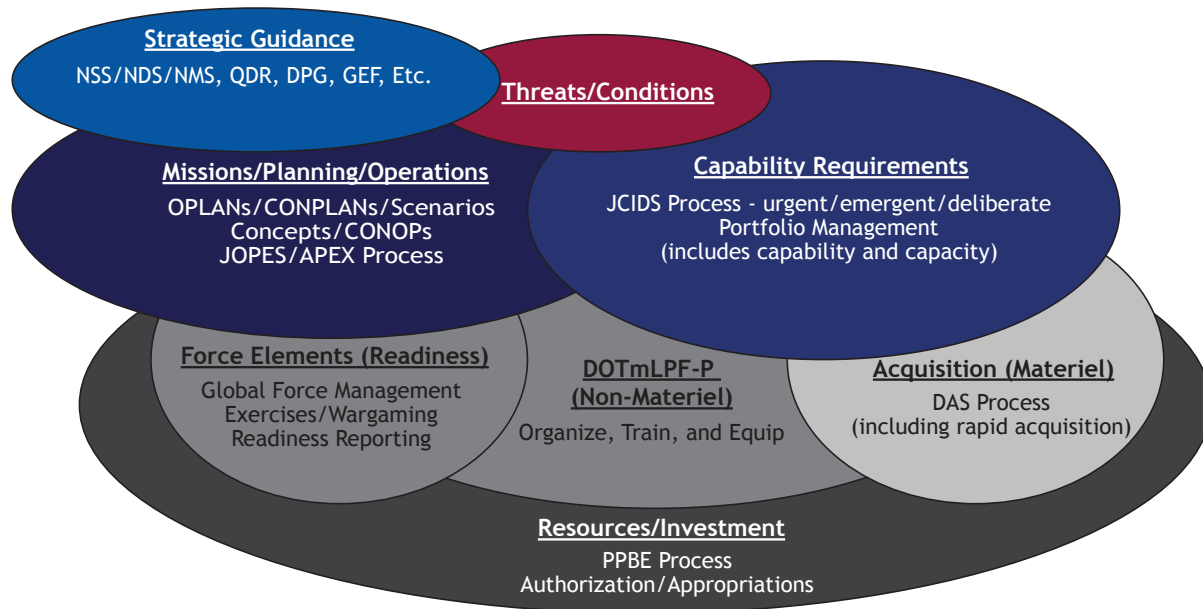 Strategic Guidance
NSS/NDS/NMS, QDR, DPG, GEF, Etc.
Threats/Conditions
Missions/Planning/Operations
OPLANs/CONPLANs/Scenarios
Concepts/CONOPs
JOPES/APEX Process
Capability Requirements
JCIDS Process - urgent/emergent/deliberate
Portfolio Management
(includes capability and capacity)
Force Elements (Readiness)
Global Force Management
Exercises/Wargaming
Readiness Reporting
DOTmLPF-P
(Non-Materiel)
Organize, Train, and Equip
Acquisition (Materiel)
DAS Process
(including rapid acquisition)
Resources/Investment
PPBE Process
Authorization/Appropriations